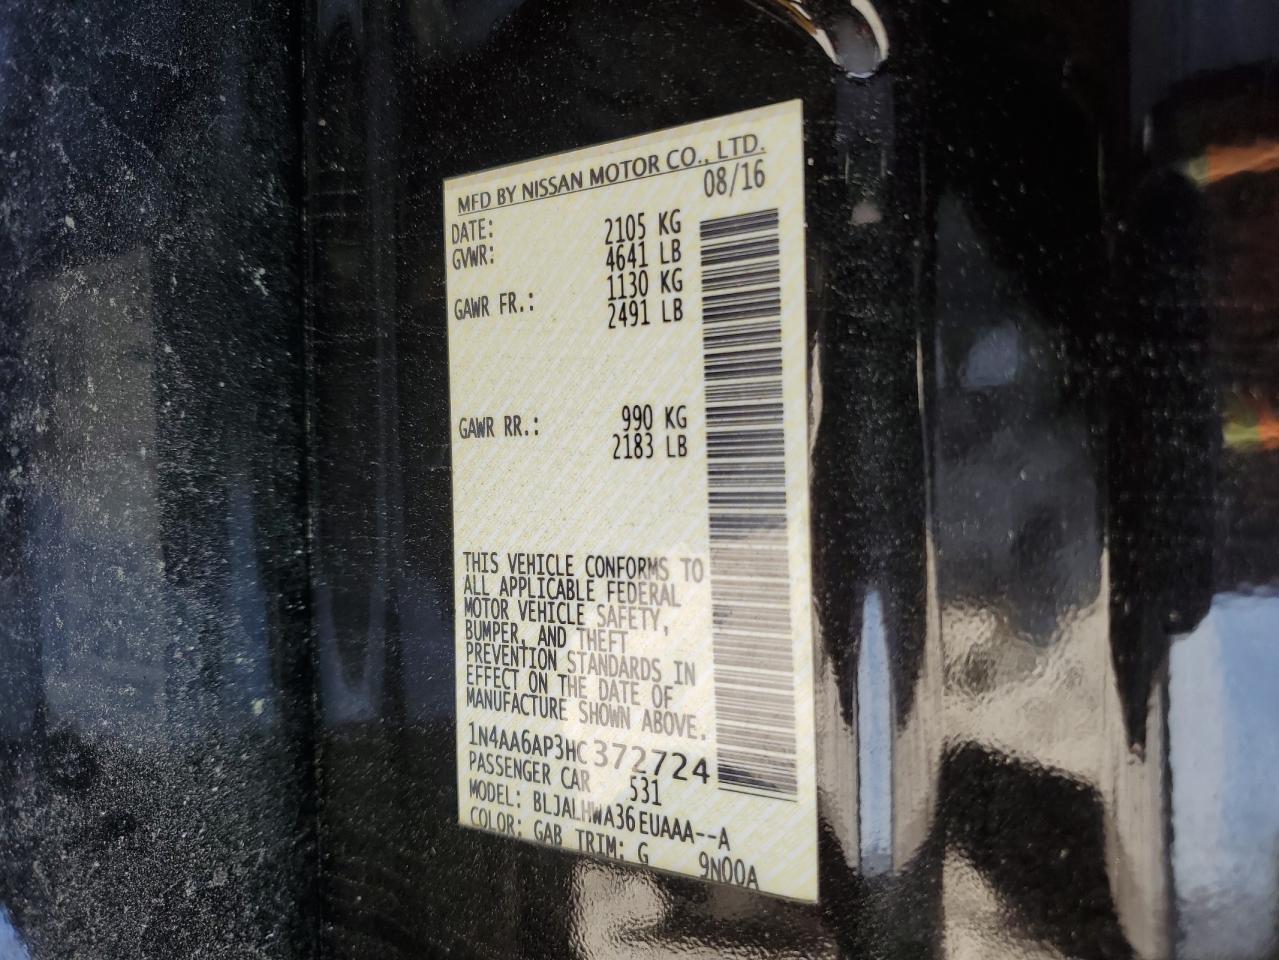 MFD BY NISSAN MOTOR CO., LTD.
DATE: 08/16
GVWR: 2105 KG
4641 LB
GAWR FR.: 1130 KG
2491 LB
GAWR RR.: 990 KG
2183 LB
THIS VEHICLE CONFORMS TO
ALL APPLICABLE FEDERAL
MOTOR VEHICLE SAFETY,
BUMPER, AND THEFT
PREVENTION STANDARDS IN
EFFECT ON THE DATE OF
MANUFACTURE SHOWN ABOVE.
1N4AA6AP3HC372724
PASSENGER CAR 531
MODEL: BLJALHWA36EUAAA--A
COLOR: GAB TRIM: G 9N00A